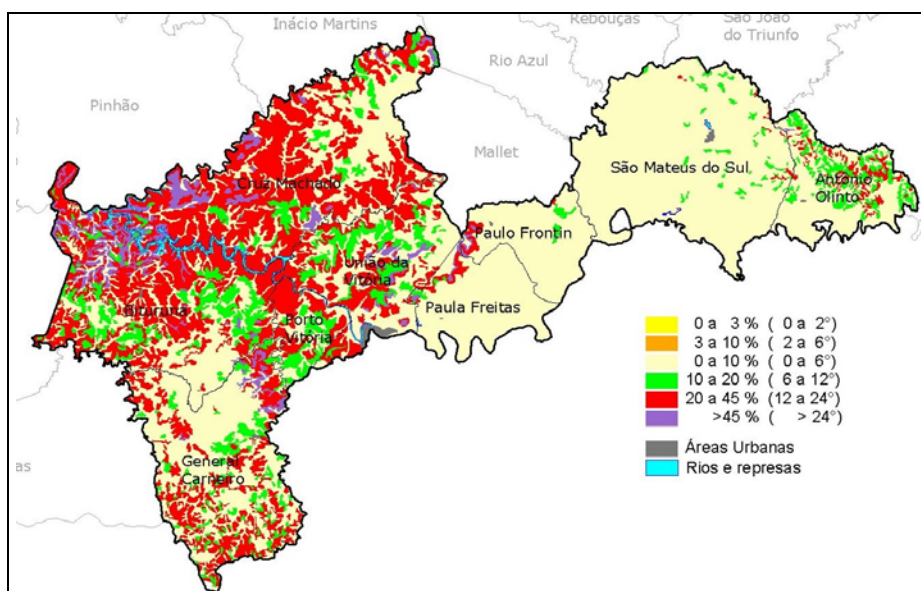 Inácio Martins
Rebouças
São João
do Triunfo
Rio Azul
Pinhão
Mallet
Cruz Machado
São Mateus do Sul
Antonio
Olinto
Paulo Frontin
União da
Vitória
Bituruna
Porto
Vitória
Paula Freitas
General
Carneiro
as
0 a 3 % ( 0 a 2°)
3 a 10 % ( 2 a 6°)
0 a 10 % ( 0 a 6°)
10 a 20 % ( 6 a 12°)
20 a 45 % (12 a 24°)
>45 % ( > 24°)
Áreas Urbanas
Rios e represas